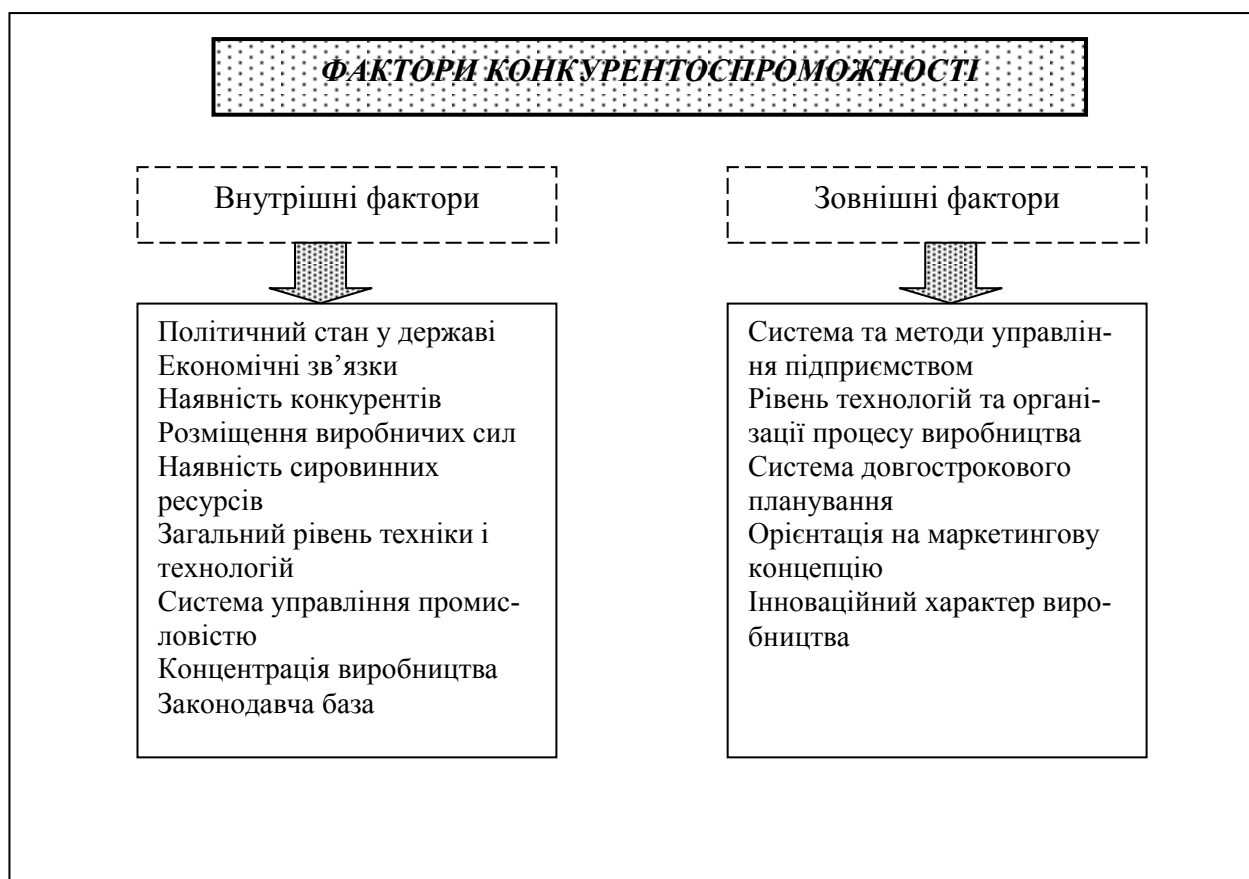 ФАКТОРИ КОНКУРЕНТОСПРОМОЖНОСТІ
Внутрішні фактори
Політичний стан у державі
Економічні зв’язки
Наявність конкурентів
Розміщення виробничих сил
Наявність сировинних
ресурсів
Загальний рівень техніки і
технологій
Система управління промис-
ловістю
Концентрація виробництва
Законодавча база
Зовнішні фактори
Система та методи управлін-
ня підприємством
Рівень технологій та органі-
зації процесу виробництва
Система довгострокового
планування
Орієнтація на маркетингову
концепцію
Інноваційний характер виро-
бництва